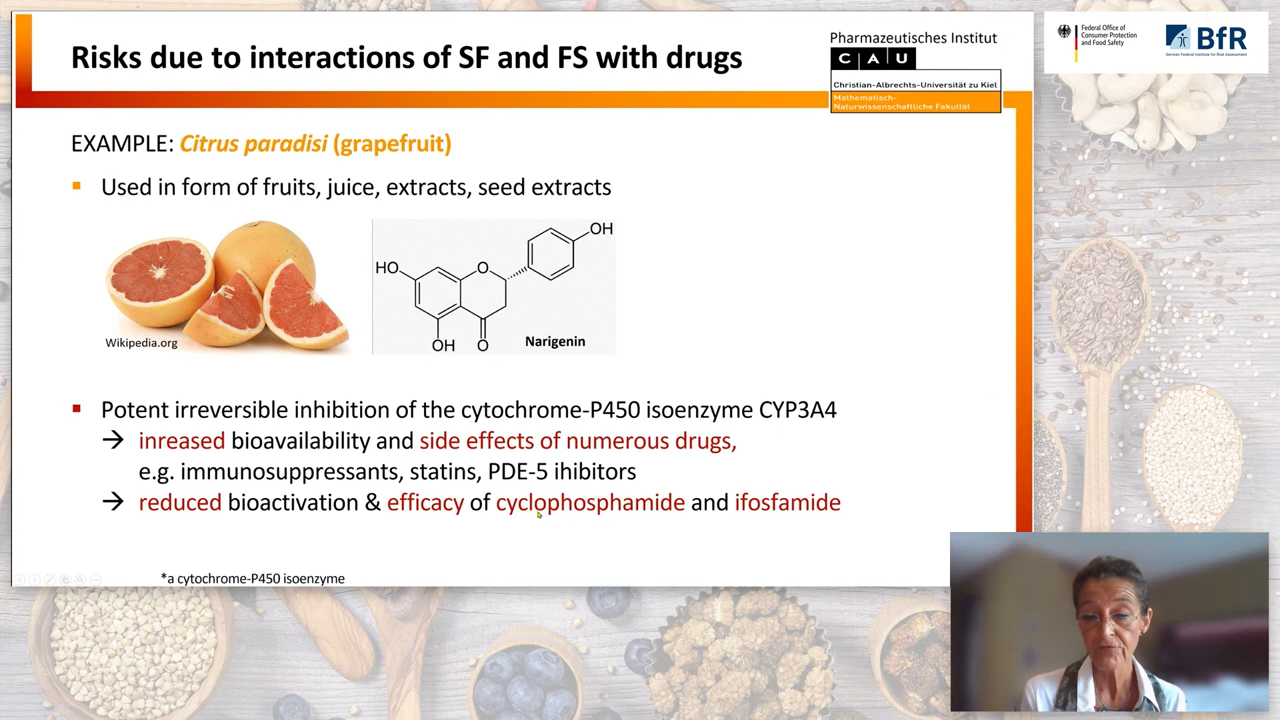 Risks due to interactions of SF and FS with drugs
Pharmazeutisches Institut
C A U
Christian-Albrechts-Universität zu Kiel
Mathematisch-
Naturwissenschaftliche Fakultät
Federal Office of
Consumer Protection
and Food Safety
BfR
German Federal Institute for Risk Assessment
EXAMPLE: Citrus paradisi (grapefruit)
Used in form of fruits, juice, extracts, seed extracts
Wikipedia.org
OH
HO
O
OH
O
Narigenin
Potent irreversible inhibition of the cytochrome-P450 isoenzyme CYP3A4
→ inreased bioavailability and side effects of numerous drugs,
e.g. immunosuppressants, statins, PDE-5 ihibitors
→ reduced bioactivation & efficacy of cyclophosphamide and ifosfamide
*a cytochrome-P450 isoenzyme